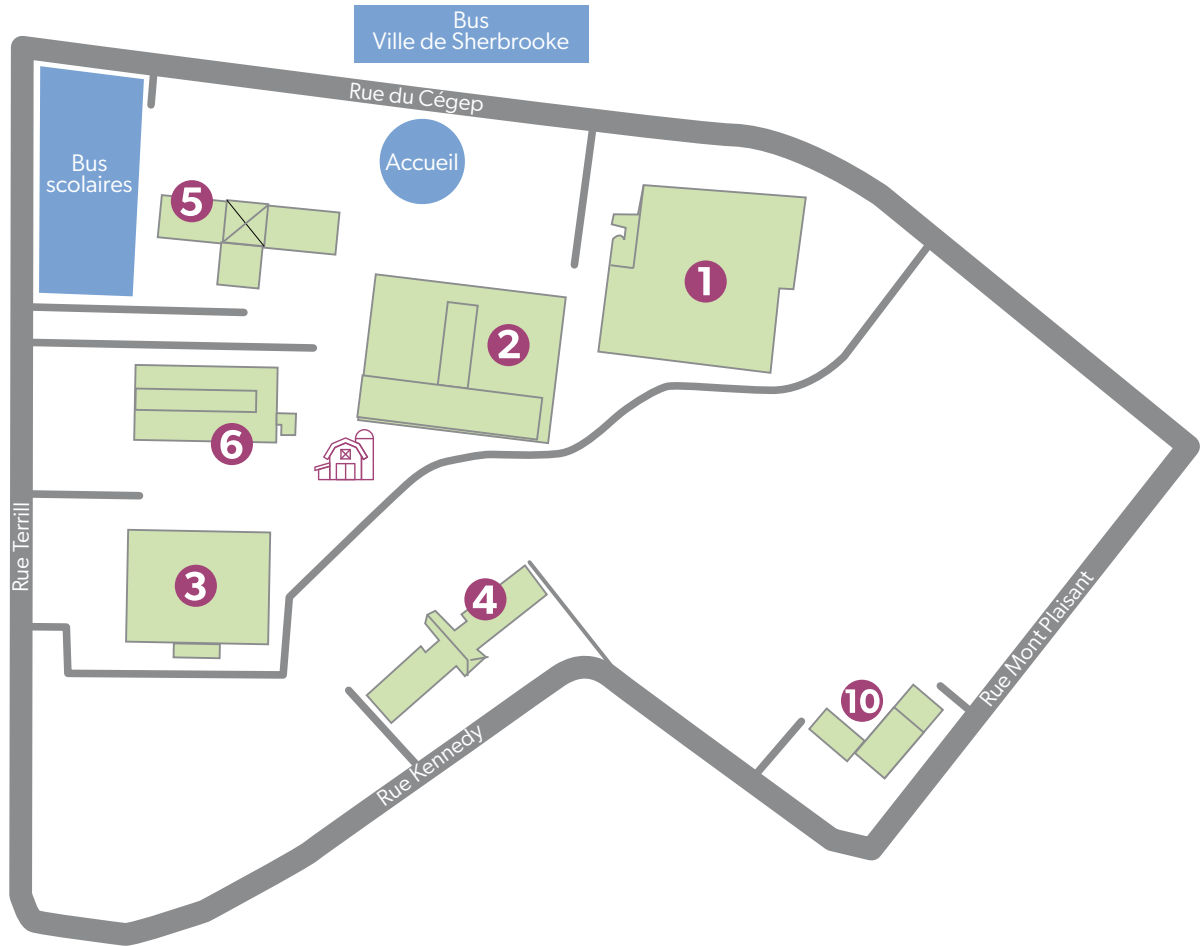 Bus
Ville de Sherbrooke
Rue du Cégep
Bus
scolaires
Accueil
5
1
2
6
Rue Terrill
3
4
Rue Mont Plaisant
10
Rue Kennedy